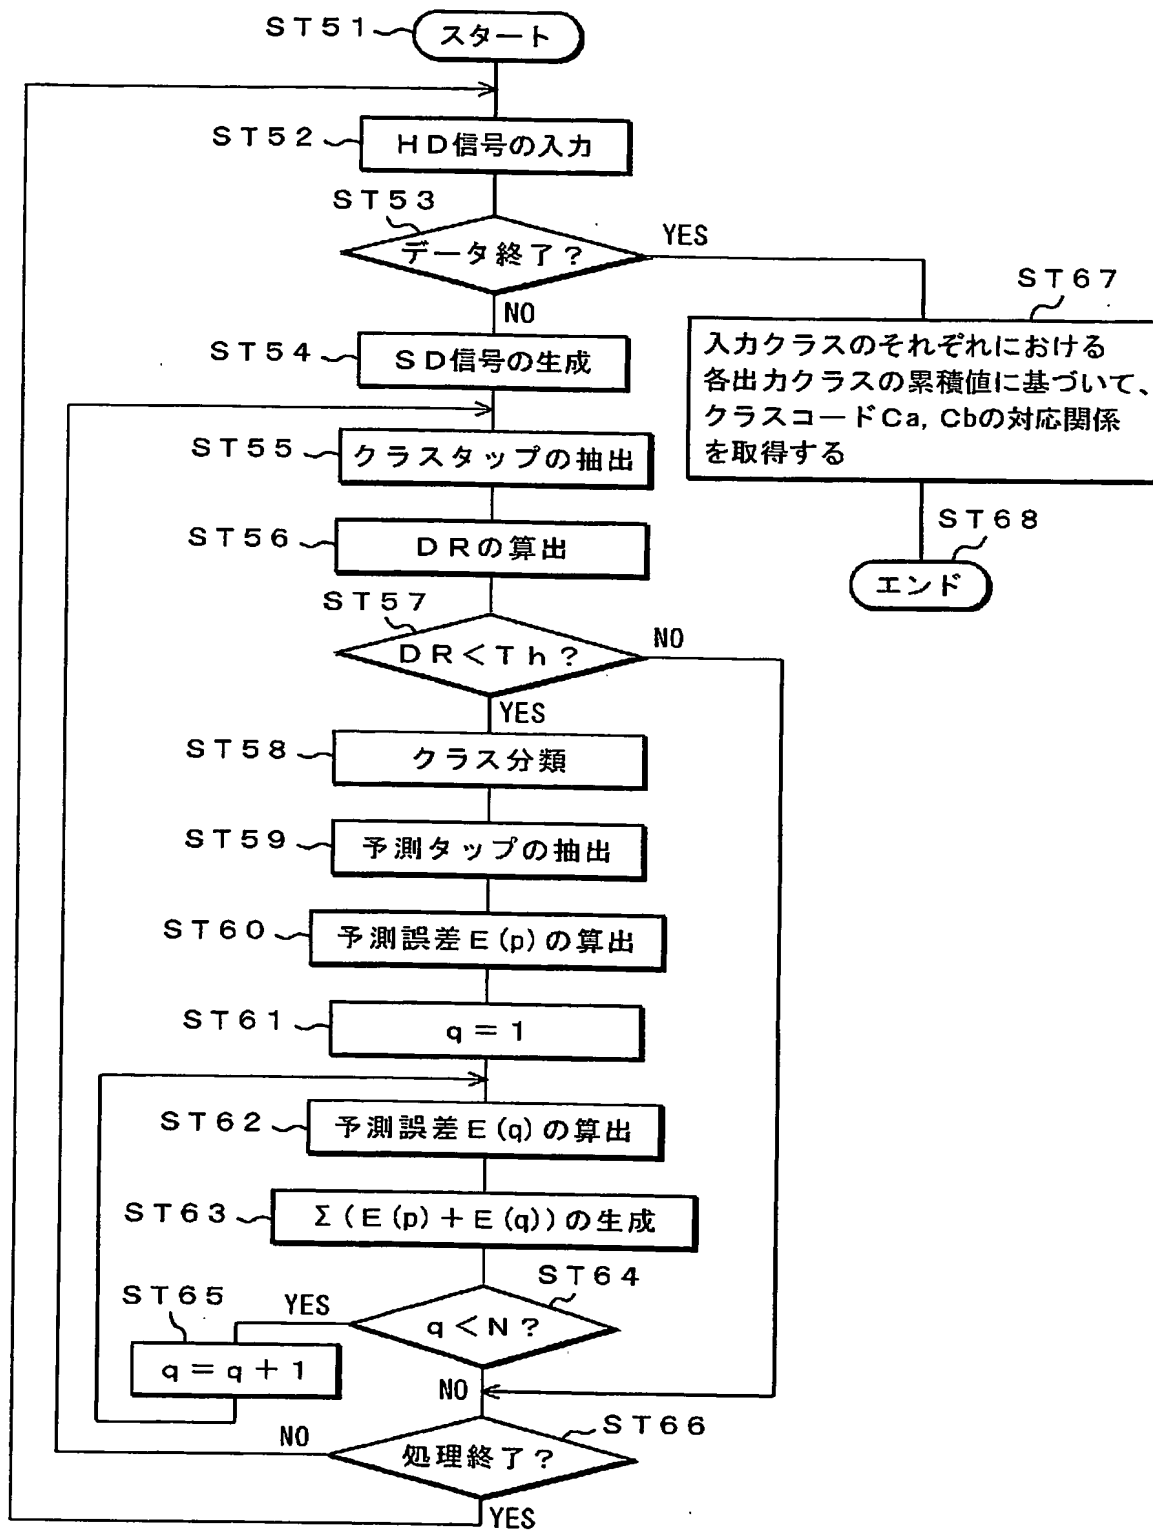 ST51
スタート
ST52
HD信号の入力
ST53
データ終了?
YES
NO
ST67
入力クラスのそれぞれにおける
各出力クラスの累積値に基づいて、
クラスコードCa, Cbの対応関係
を取得する
ST68
エンド
ST54
SD信号の生成
ST55
クラスタップの抽出
ST56
DRの算出
ST57
DR<Th?
NO
YES
ST58
クラス分類
ST59
予測タップの抽出
ST60
予測誤差E(p)の算出
ST61
q=1
ST62
予測誤差E(q)の算出
ST63
Σ(E(p)+E(q))の生成
ST64
q<N?
YES
ST65
q=q+1
NO
ST66
処理終了?
NO
YES